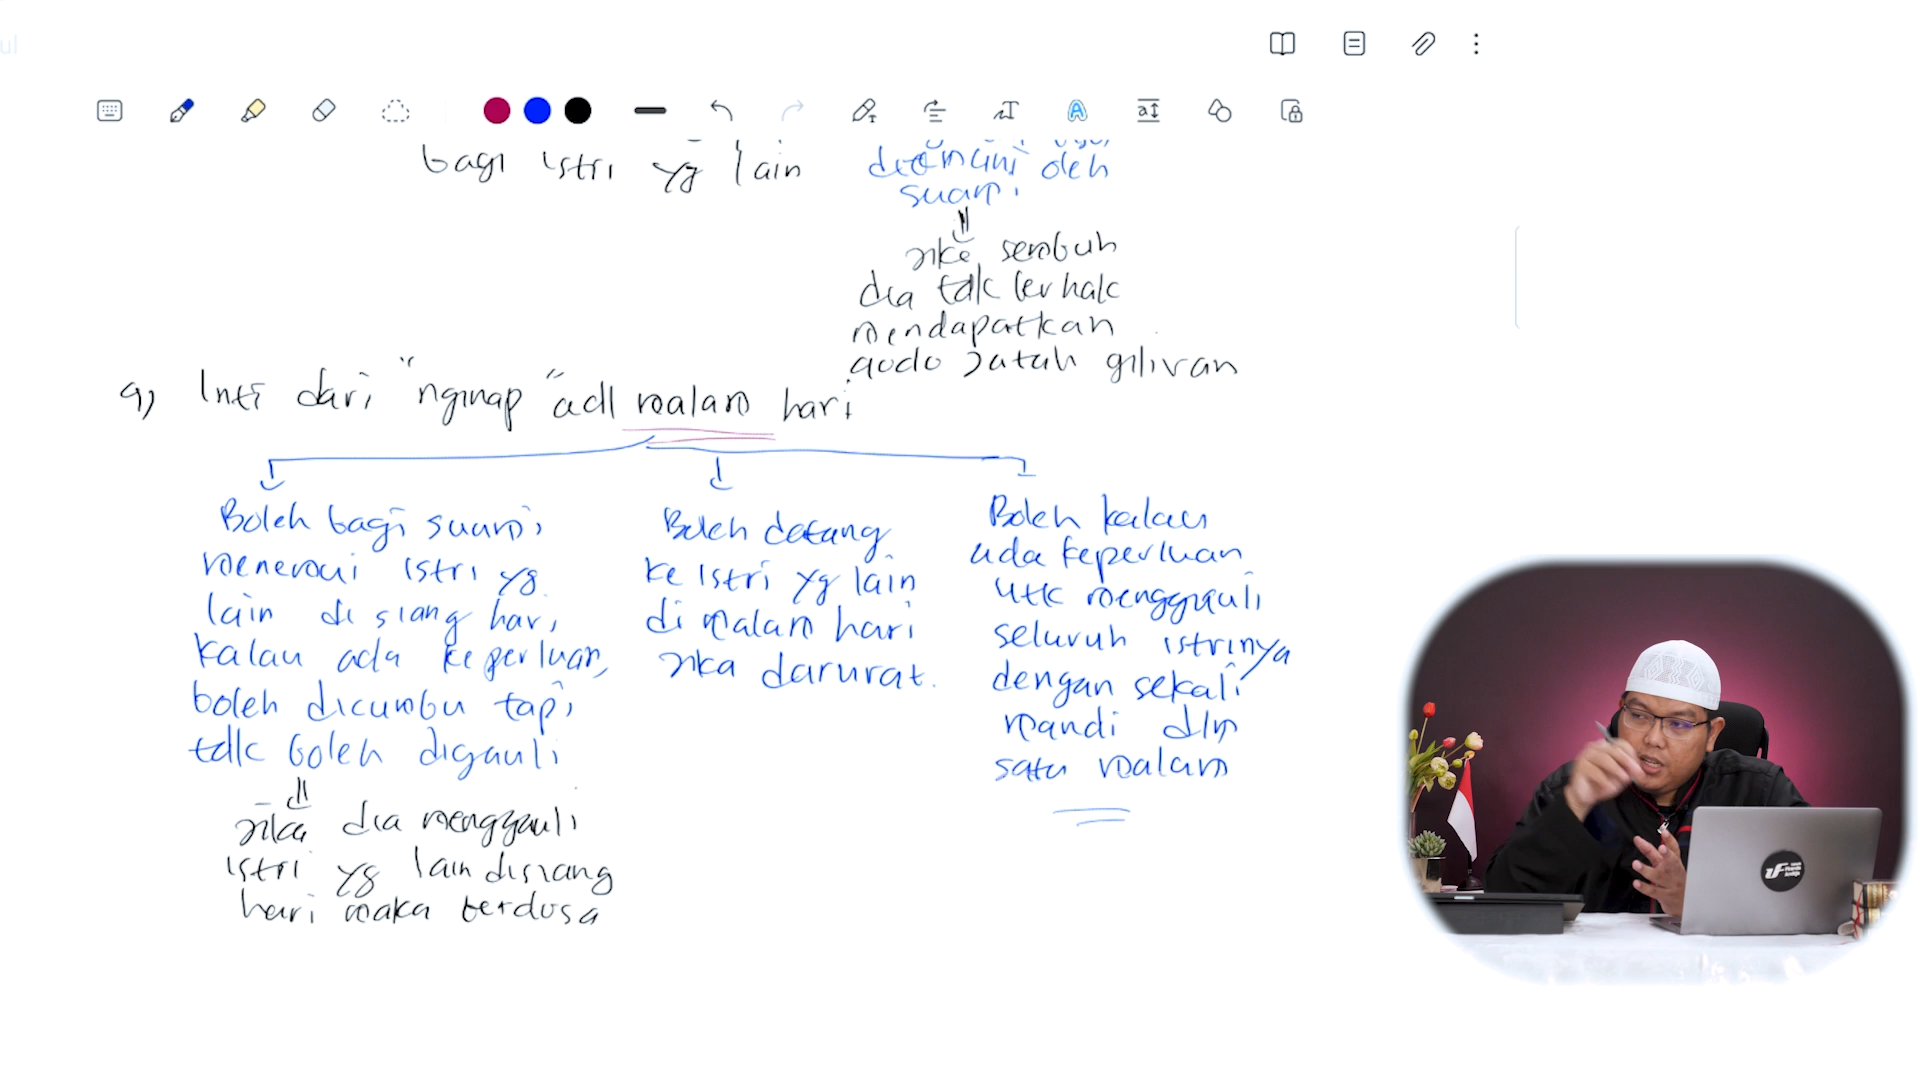 ul
bagi istri yg lain
oleh
suami
jika sembuh
dia tdk berhak
mendapatkan
qodo jatah giliran
9) Inti dari "nginap" adl malam hari
Boleh bagi suami
menemui istri yg
lain di siang hari
kalau ada keperluan,
boleh dicumbu tapi
tdk boleh digauli
jika dia menggauli
istri yg lain disiang
hari maka berdosa
Boleh datang
ke istri yg lain
di malam hari
jika darurat.
Boleh kalau
ada keperluan
utk menggauli
seluruh istrinya
dengan sekali
mandi dlm
satu malam